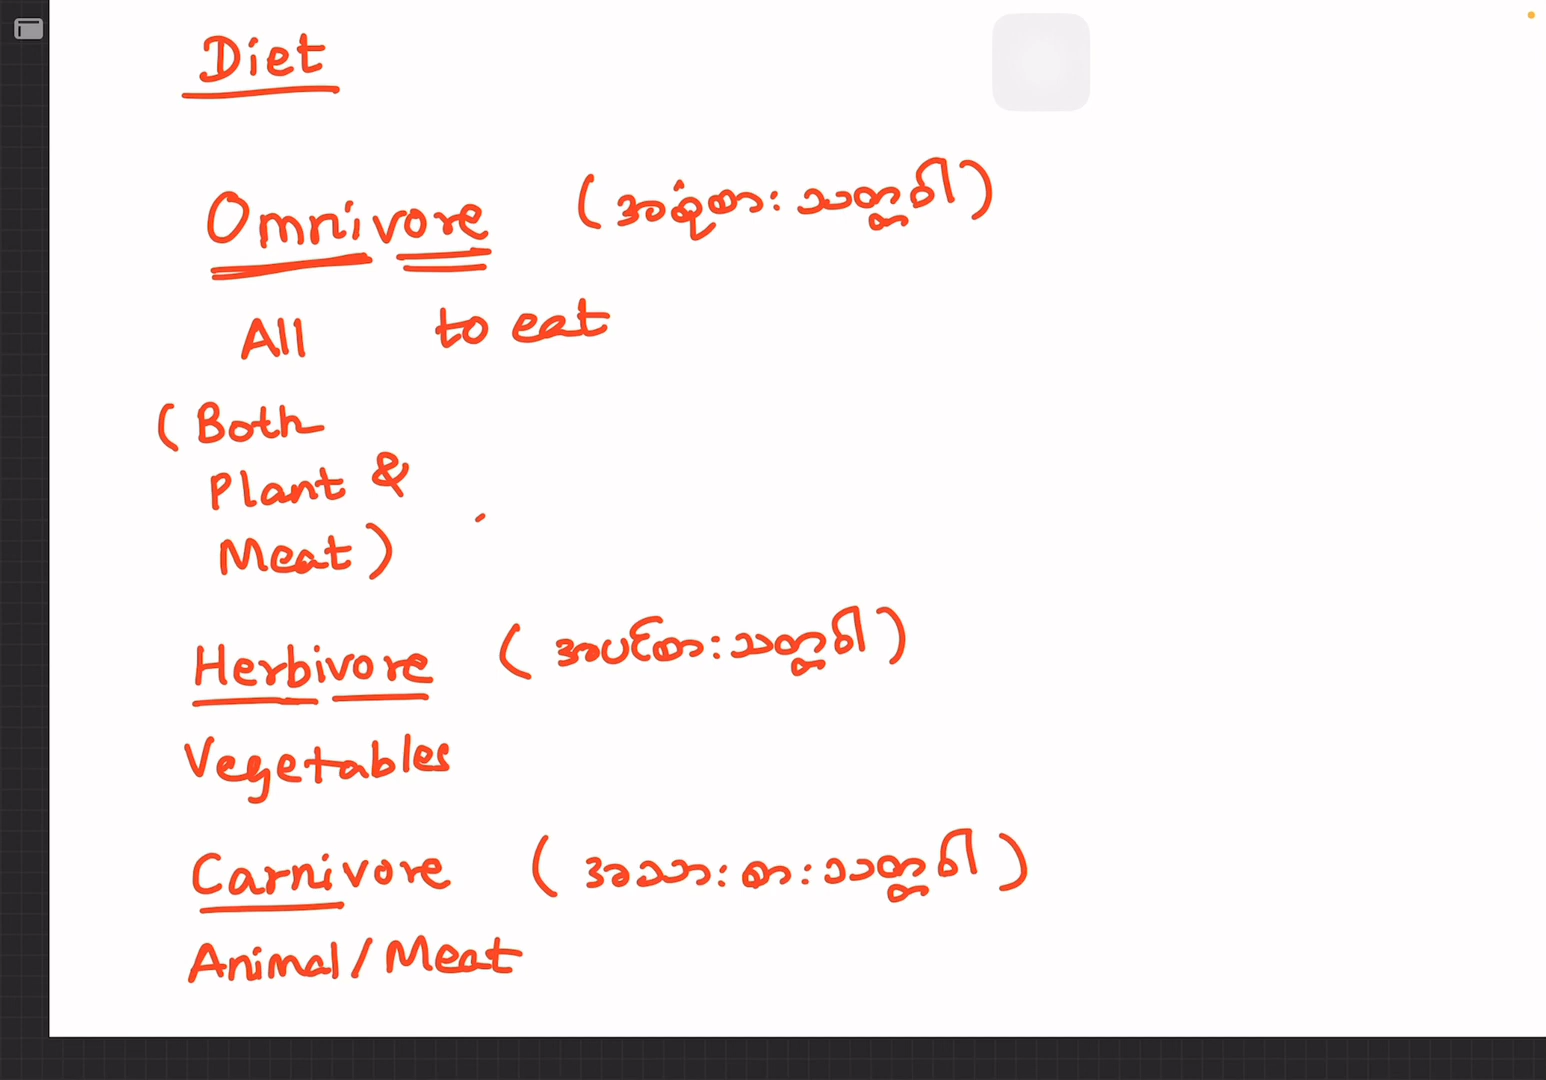 Diet
Omnivore (အစုံစား သတ္တဝါ)
All to eat
(Both
Plant &
Meat)
Herbivore (အပင်စားသတ္တဝါ)
Vegetables
Carnivore (အသားစားသတ္တဝါ)
Animal/Meat